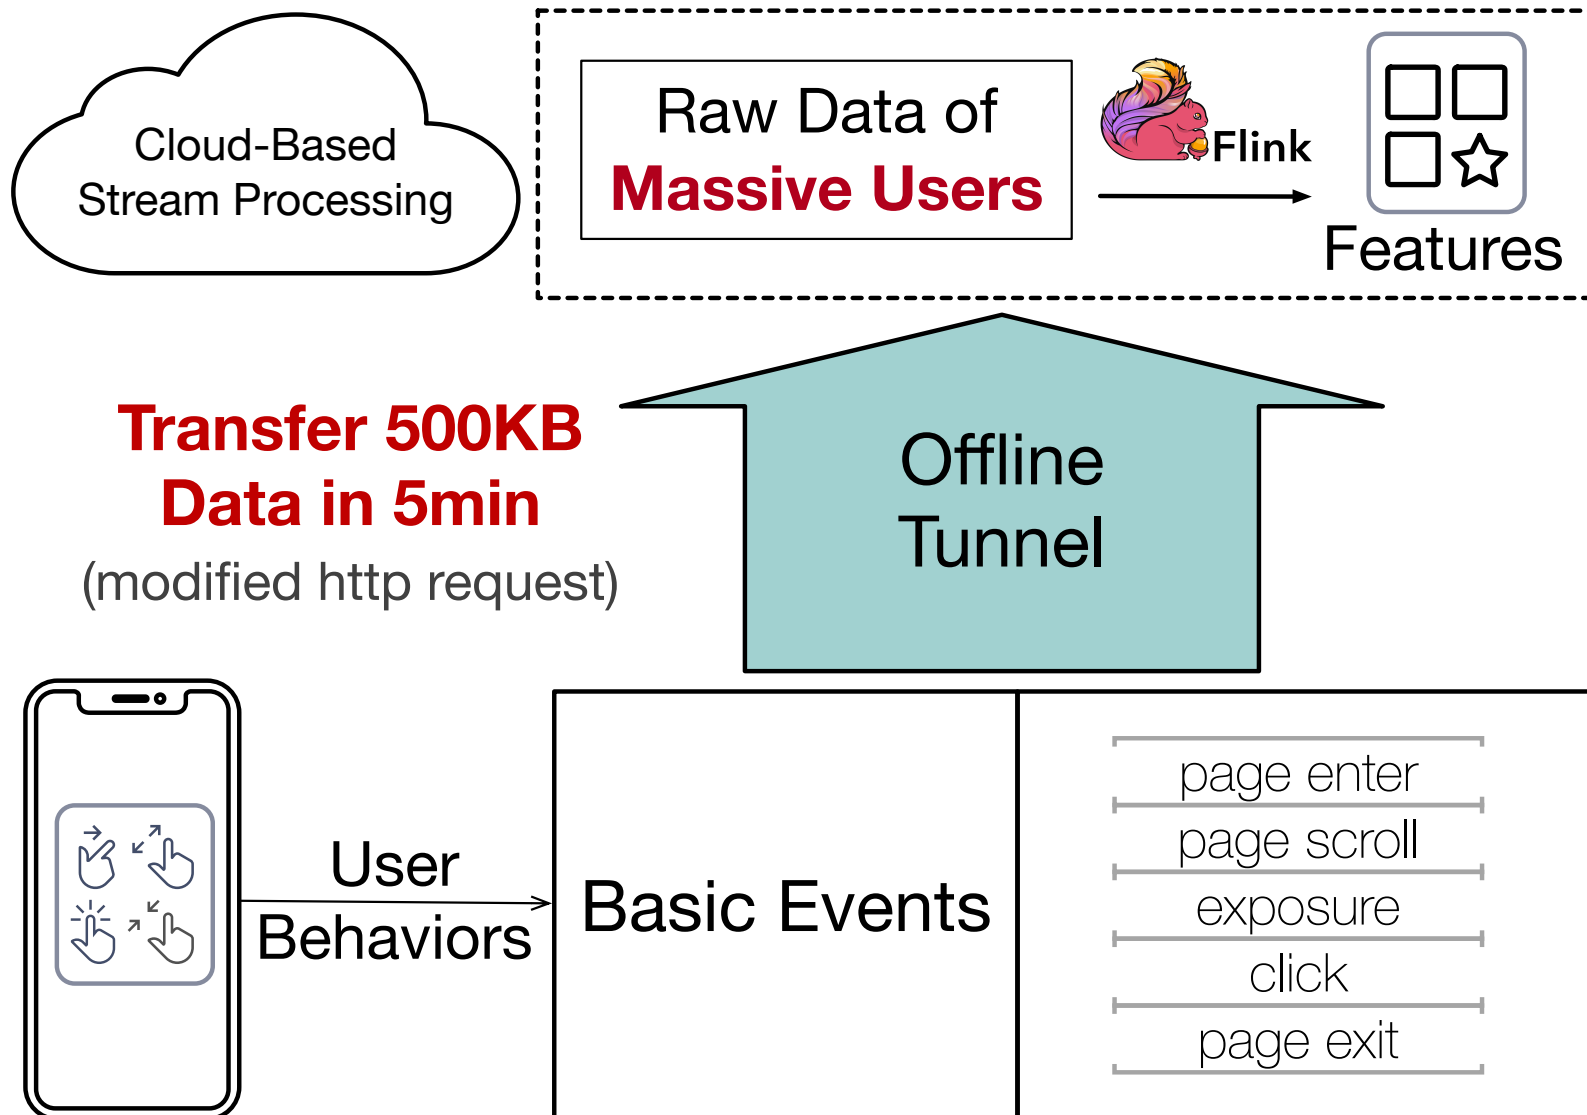 Cloud-Based
Stream Processing
Raw Data of
Massive Users
Flink
Features
Transfer 500KB
Data in 5min
(modified http request)
Offline
Tunnel
User
Behaviors
Basic Events
page enter
page scroll
exposure
click
page exit